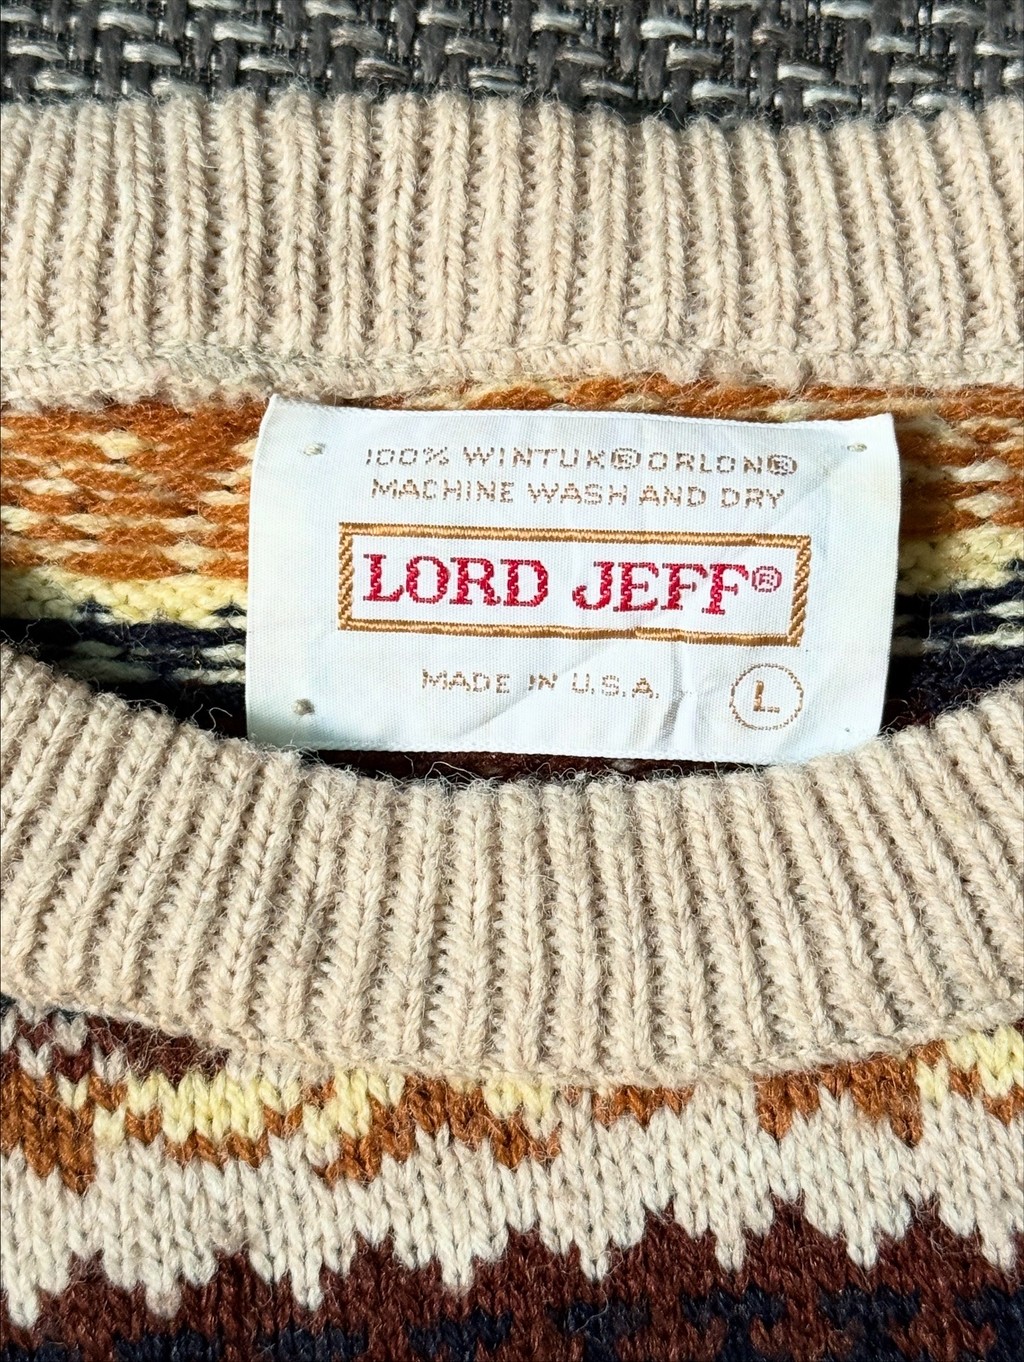 100% WINTUK® ORLON®
MACHINE WASH AND DRY
LORD JEFF®
MADE IN U.S.A.
L